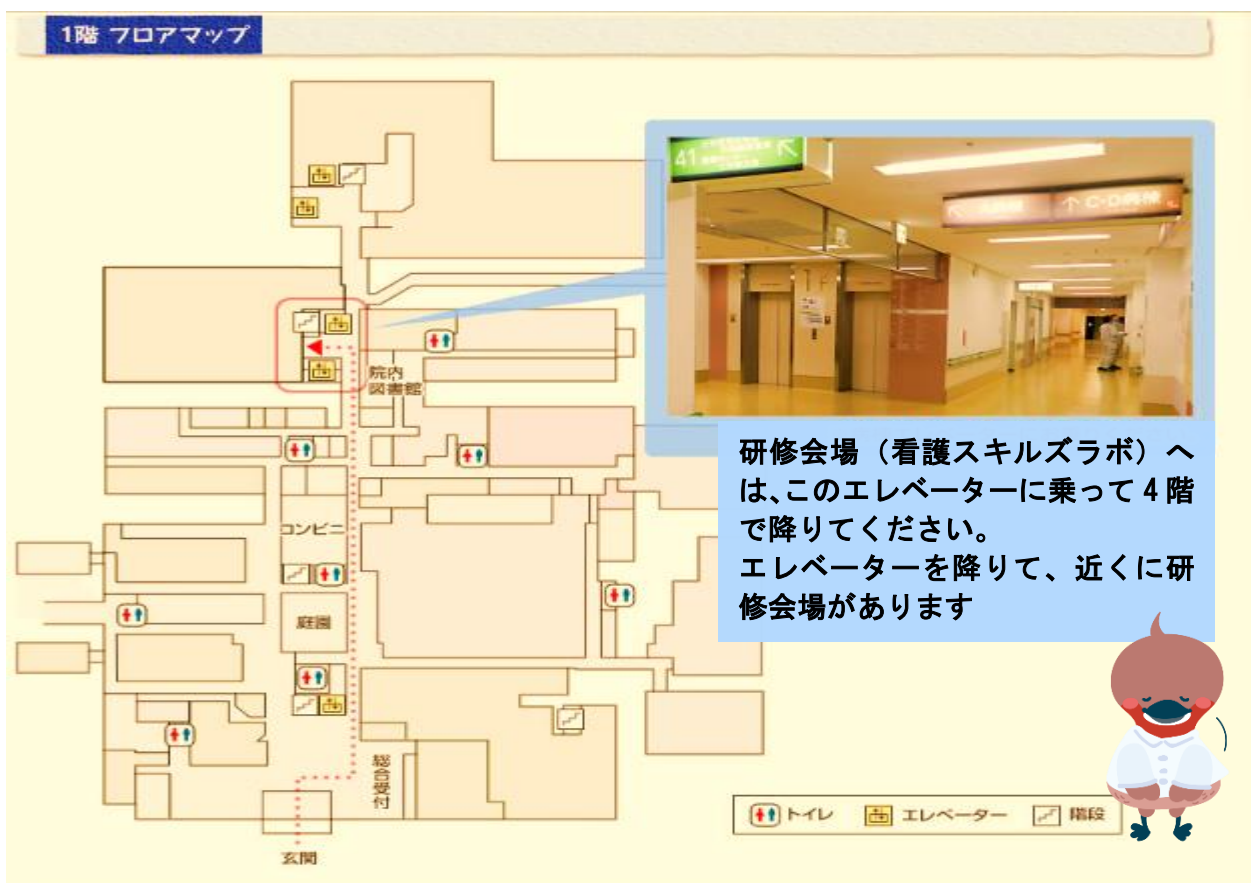 1階 フロアマップ
41
↑ C-D病棟
院内
図書館
コンビニ
庭園
総合受付
玄関
研修会場（看護スキルズラボ）へ
は、このエレベーターに乗って４階
で降りてください。
エレベーターを降りて、近くに研
修会場があります
トイレ エレベーター 階段